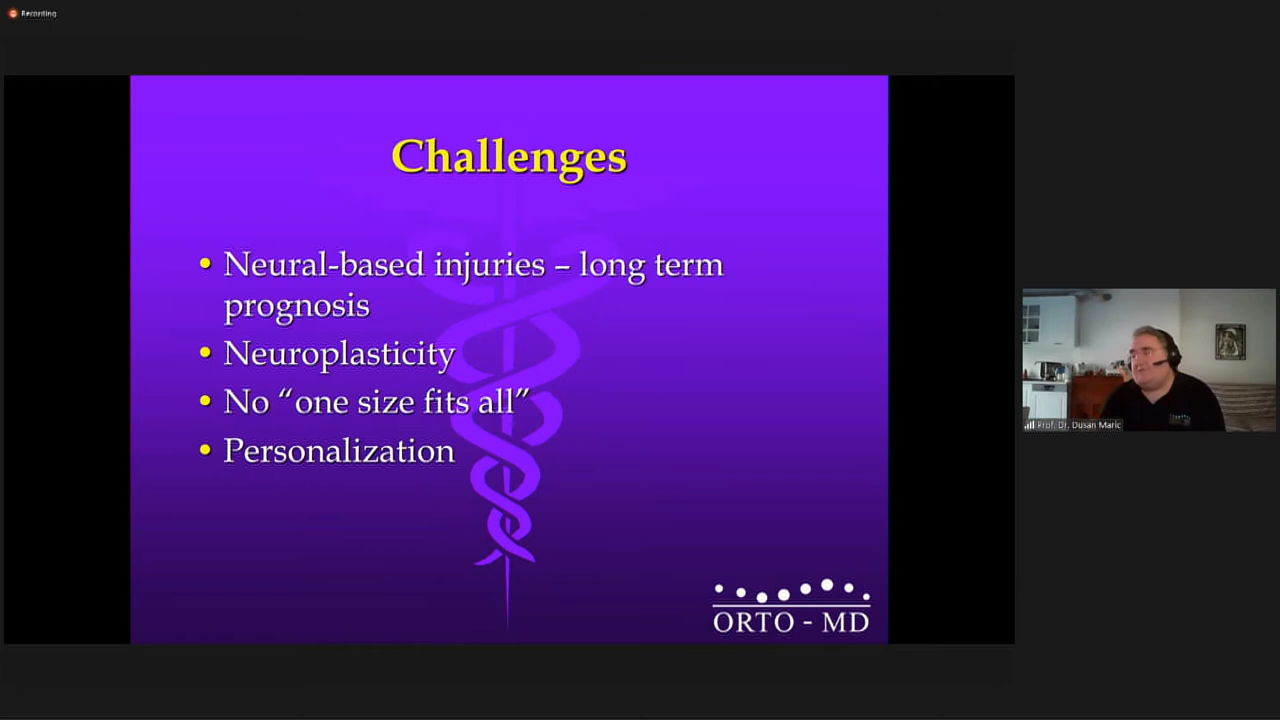 Recording
Challenges
• Neural-based injuries – long term
prognosis
• Neuroplasticity
• No “one size fits all”
• Personalization
ORTO - MD
Prof. Dr. Dusan Maric